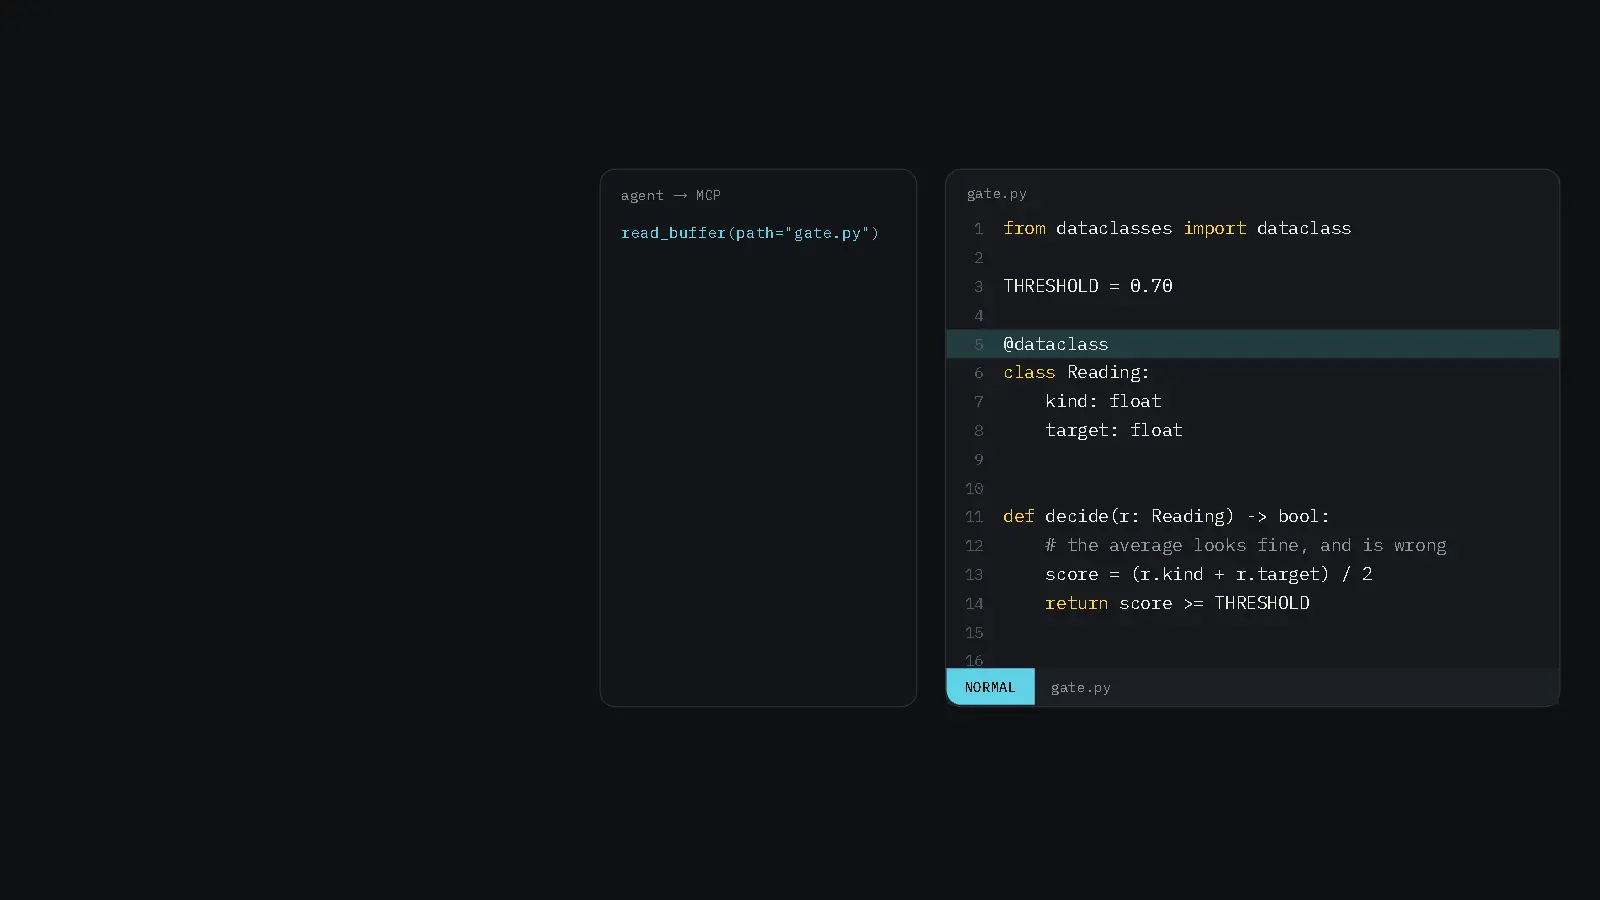 agent → MCP
read_buffer(path="gate.py")
gate.py
1 from dataclasses import dataclass
2
3 THRESHOLD = 0.70
4
5 @dataclass
6 class Reading:
7     kind: float
8     target: float
9
10
11 def decide(r: Reading) -> bool:
12     # the average looks fine, and is wrong
13     score = (r.kind + r.target) / 2
14     return score >= THRESHOLD
15
16
NORMAL gate.py